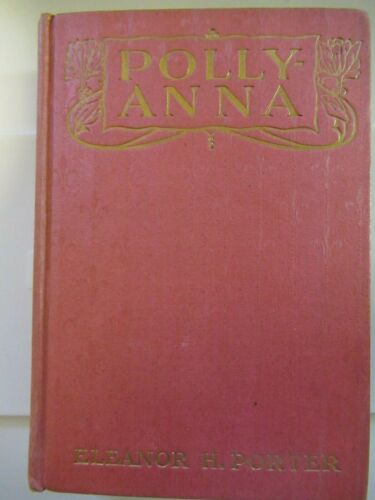 POLLY-
ANNA
ELEANOR H. PORTER